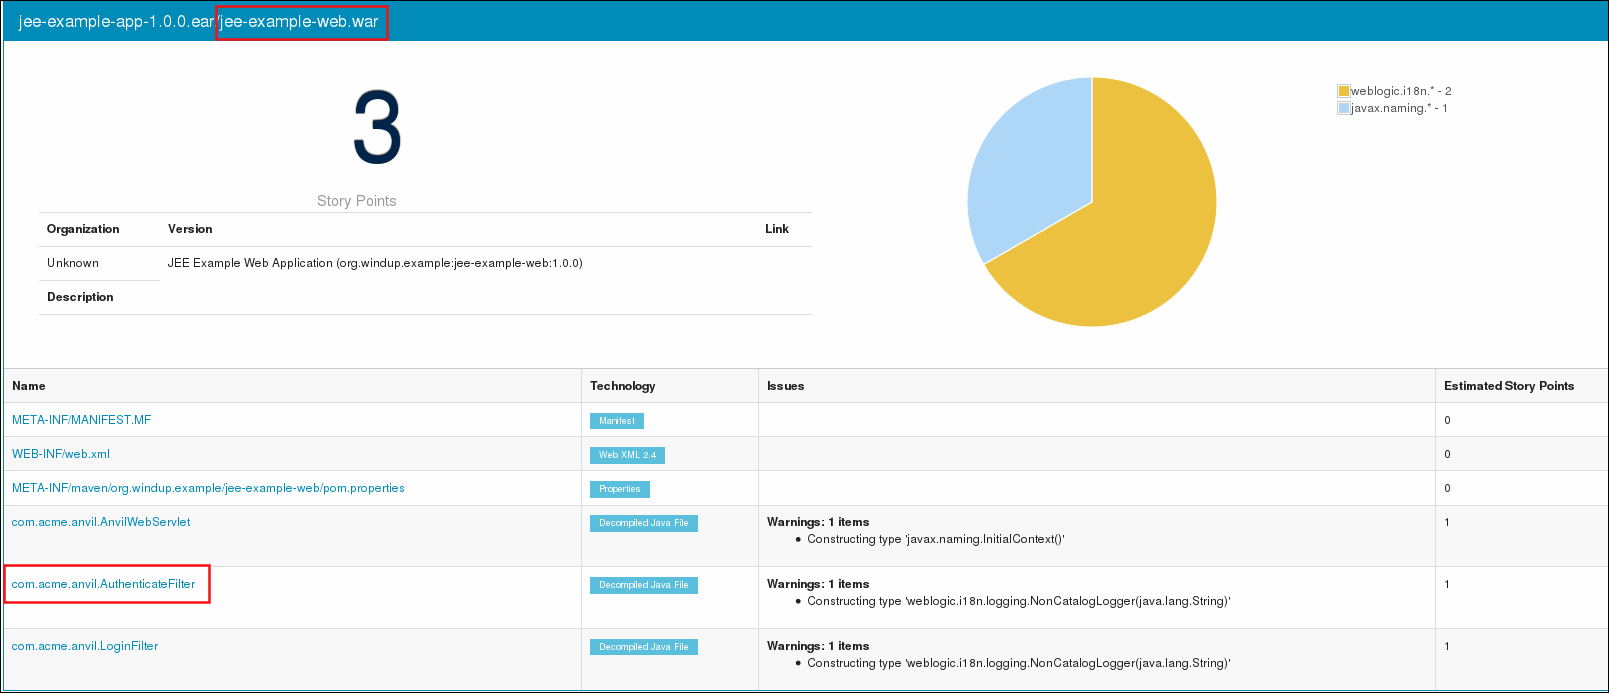 jee-example-app-1.0.0.ear/jee-example-web.war
3
Story Points
weblogic.i18n.* - 2
javax.naming.* - 1
Organization Version Link
Unknown JEE Example Web Application (org.windup.example:jee-example-web:1.0.0)
Description
Name Technology Issues Estimated Story Points
META-INF/MANIFEST.MF Manifest 0
WEB-INF/web.xml Web XML 2.4 0
META-INF/maven/org.windup.example/jee-example-web/pom.properties Properties 0
com.acme.anvil.AnvilWebServlet Decompiled Java File Warnings: 1 items 1
• Constructing type 'javax.naming.InitialContext()'
com.acme.anvil.AuthenticateFilter Decompiled Java File Warnings: 1 items 1
• Constructing type 'weblogic.i18n.logging.NonCatalogLogger(java.lang.String)'
com.acme.anvil.LoginFilter Decompiled Java File Warnings: 1 items 1
• Constructing type 'weblogic.i18n.logging.NonCatalogLogger(java.lang.String)'